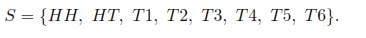 S = {HH, HT, T1, T2, T3, T4, T5, T6}.